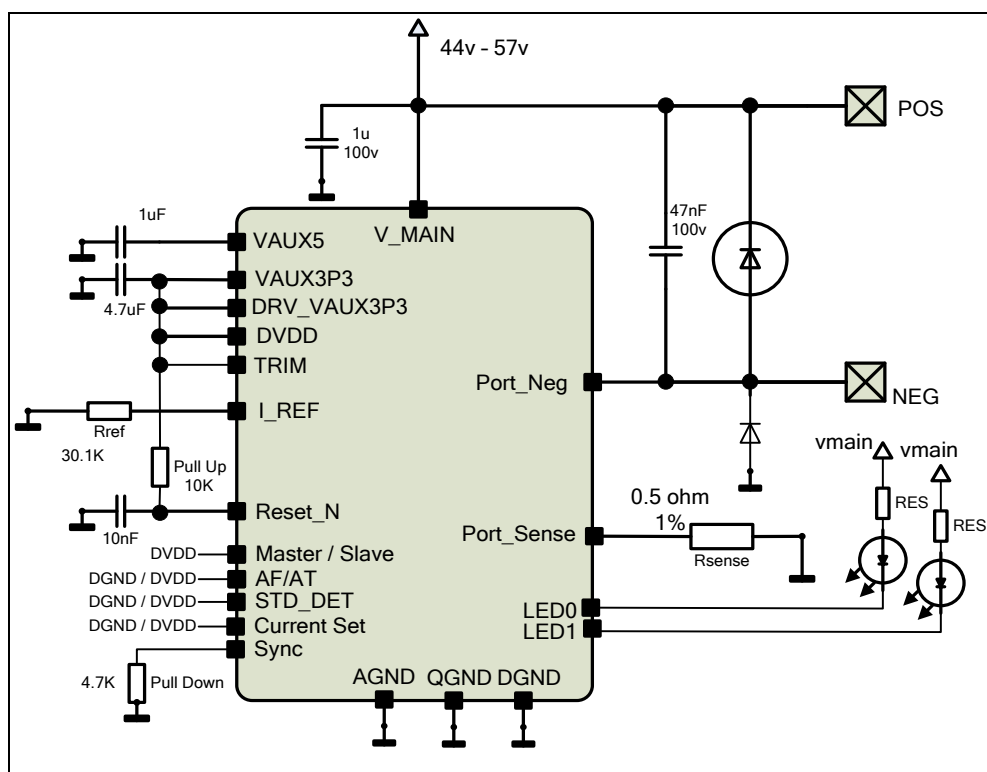 44v - 57v
POS
1u
100v
47nF
100v
1uF
V_MAIN
VAUX5
VAUX3P3
4.7uF
DRV_VAUX3P3
DVDD
TRIM
Port_Neg
NEG
I_REF
Rref
30.1K
Pull Up
10K
vmain
vmain
RES
RES
0.5 ohm
1%
Rsense
Reset_N
10nF
Port_Sense
DVDD
Master / Slave
DGND / DVDD
AF/AT
DGND / DVDD
STD_DET
DGND / DVDD
Current Set
Sync
LED0
LED1
4.7K
Pull Down
AGND
QGND
DGND